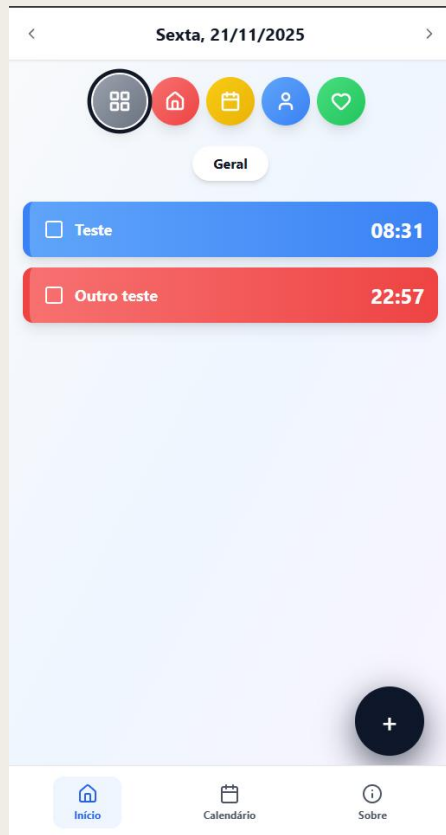 Sexta, 21/11/2025
Geral
Teste 08:31
Outro teste 22:57
+
Início Calendário Sobre